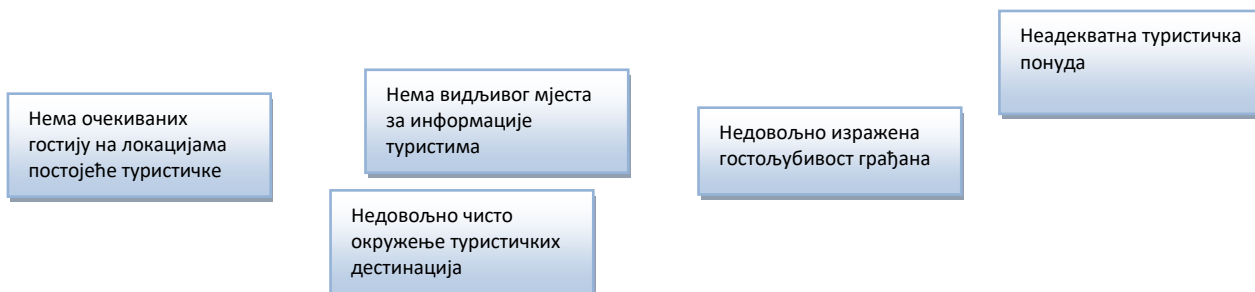 Неадекватна туристичка
понуда
Нема очекиваних
гостију на локацијама
постојеће туристичке
Нема видљивог мјеста
за информације
туристима
Недовољно изражена
гостољубивост грађана
Недовољно чисто
окружење туристичких
дестинација